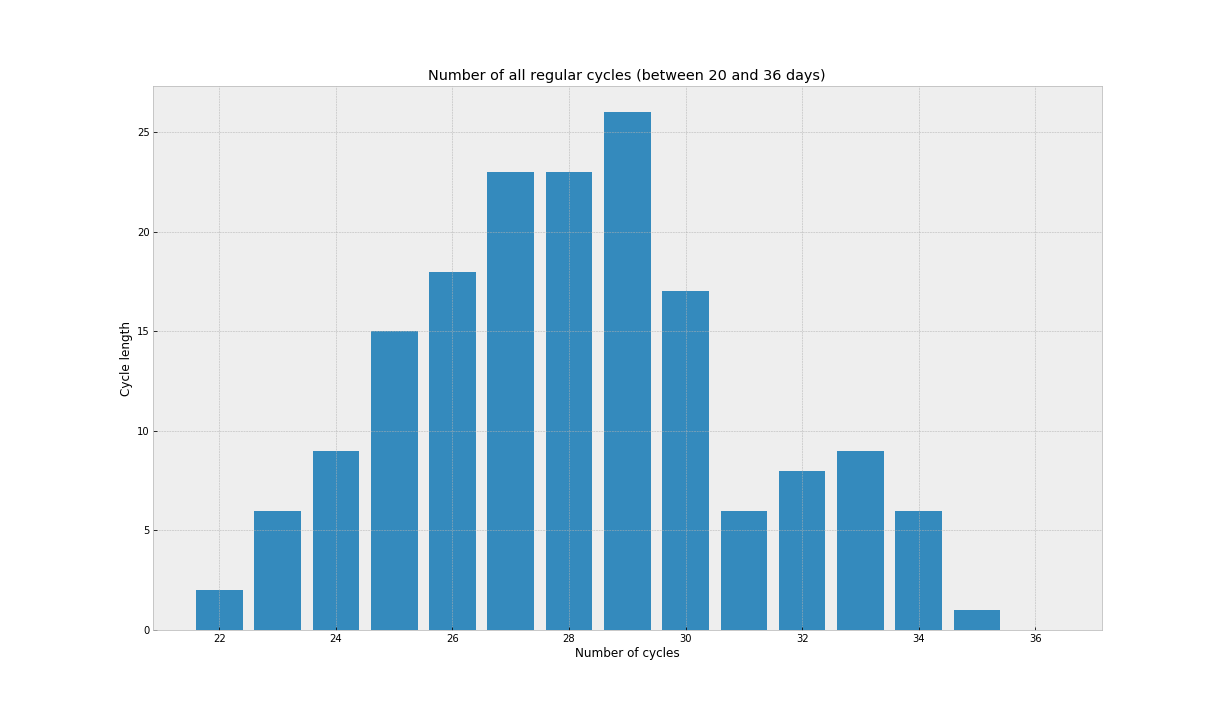 Number of all regular cycles (between 20 and 36 days)
25
20
15
10
5
0
Cycle length
22 24 26 28 30 32 34 36
Number of cycles